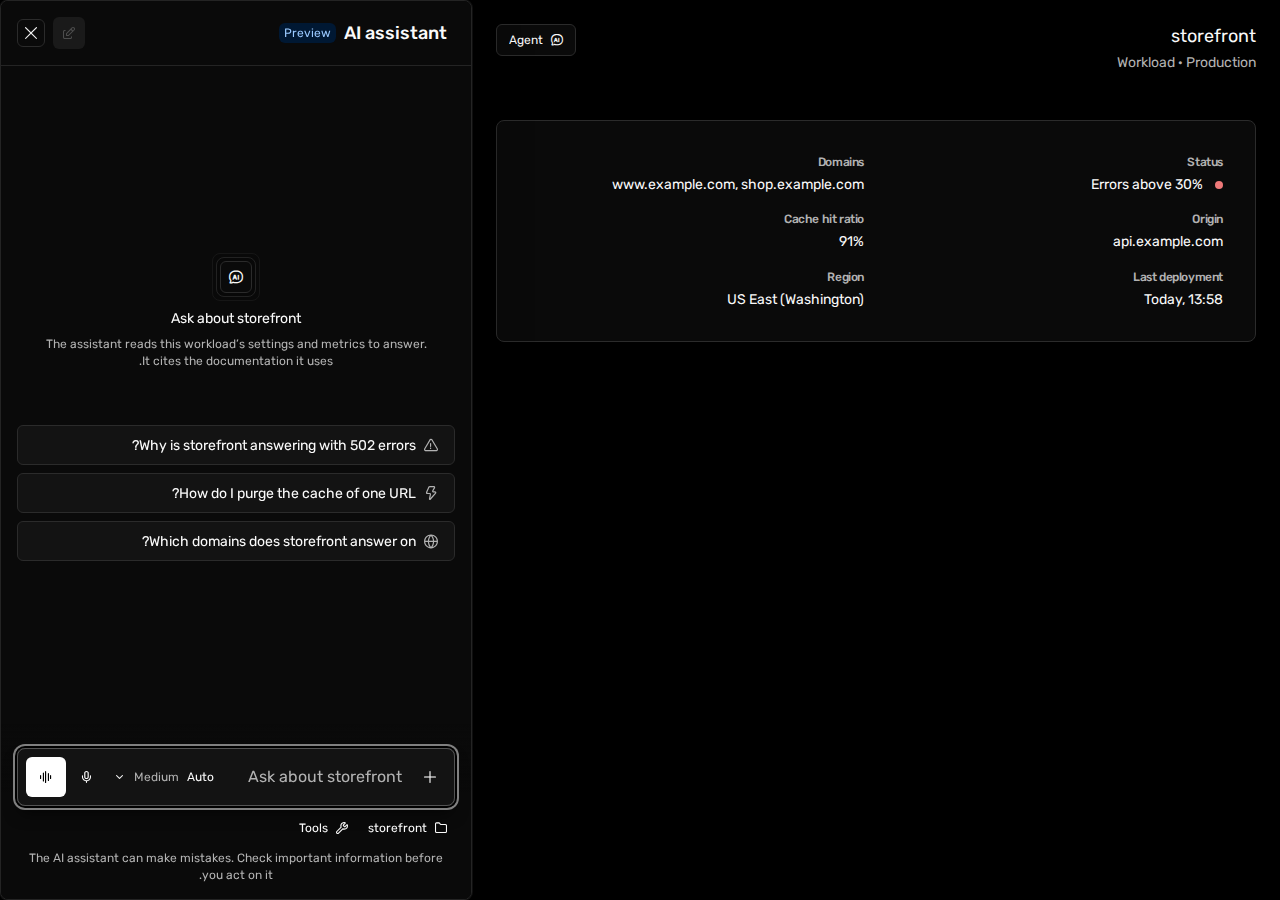 storefront
Workload • Production
AI Agent
Status
Errors above 30%
Domains
www.example.com, shop.example.com
Origin
api.example.com
Cache hit ratio
91%
Last deployment
Today, 13:58
Region
US East (Washington)
AI assistant
Preview
AI
Ask about storefront
The assistant reads this workload's settings and metrics to answer.
.It cites the documentation it uses
?Why is storefront answering with 502 errors
?How do I purge the cache of one URL
?Which domains does storefront answer on
Ask about storefront
Auto Medium
storefront
Tools
The AI assistant can make mistakes. Check important information before
.you act on it